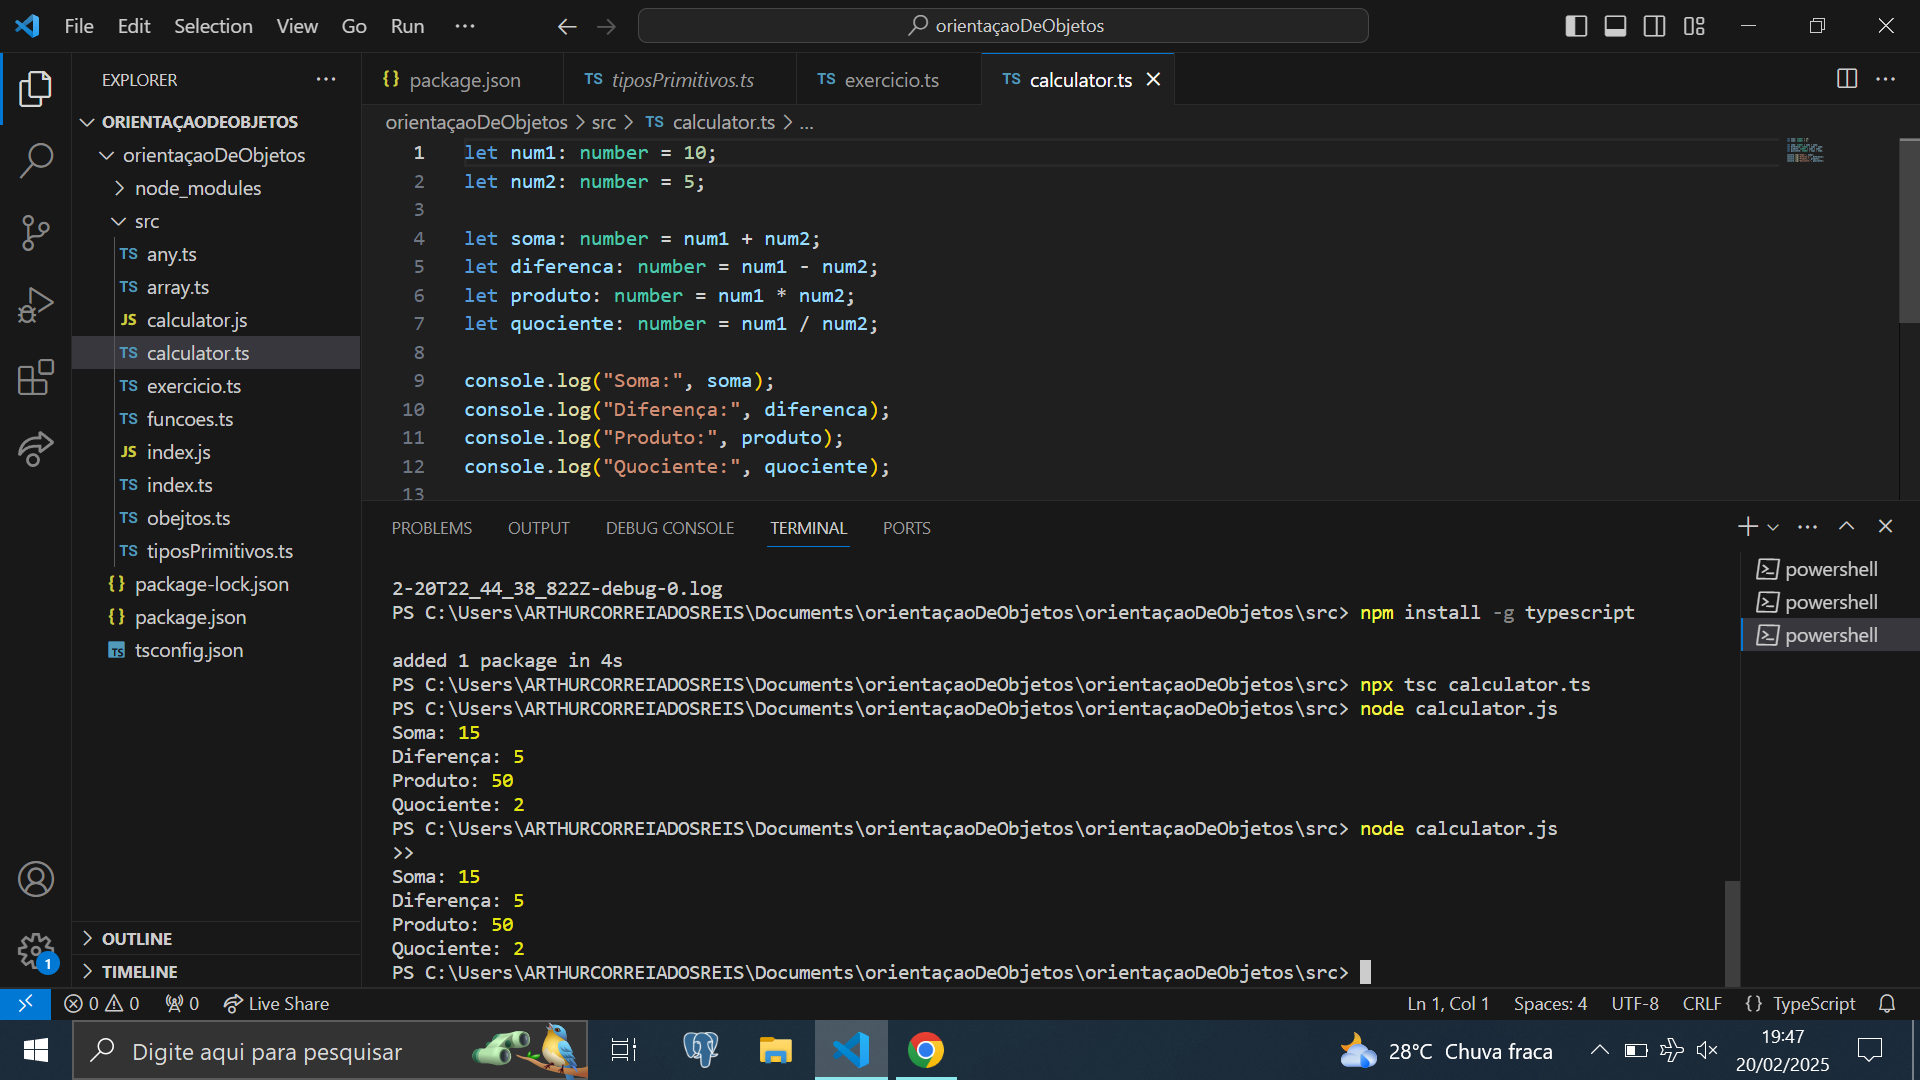 File Edit Selection View Go Run ··· orientaçaoDeObjetos
EXPLORER ···
ORIENTAÇAODEOBJETOS
orientaçaoDeObjetos
node_modules
src
TS any.ts
TS array.ts
JS calculator.js
TS calculator.ts
TS exercicio.ts
TS funcoes.ts
JS index.js
TS index.ts
TS obejtos.ts
TS tiposPrimitivos.ts
{} package-lock.json
{} package.json
TS tsconfig.json
OUTLINE
TIMELINE
1
{} package.json TS tiposPrimitivos.ts TS exercicio.ts TS calculator.ts
orientaçaoDeObjetos > src > TS calculator.ts > ...
1 let num1: number = 10;
2 let num2: number = 5;
3
4 let soma: number = num1 + num2;
5 let diferenca: number = num1 - num2;
6 let produto: number = num1 * num2;
7 let quociente: number = num1 / num2;
8
9 console.log("Soma:", soma);
10 console.log("Diferença:", diferenca);
11 console.log("Produto:", produto);
12 console.log("Quociente:", quociente);
13
PROBLEMS OUTPUT DEBUG CONSOLE TERMINAL PORTS
2-20T22_44_38_822Z-debug-0.log
PS C:\Users\ARTHURCORREIADOSREIS\Documents\orientaçaoDeObjetos\orientaçaoDeObjetos\src> npm install -g typescript
added 1 package in 4s
PS C:\Users\ARTHURCORREIADOSREIS\Documents\orientaçaoDeObjetos\orientaçaoDeObjetos\src> npx tsc calculator.ts
PS C:\Users\ARTHURCORREIADOSREIS\Documents\orientaçaoDeObjetos\orientaçaoDeObjetos\src> node calculator.js
Soma: 15
Diferença: 5
Produto: 50
Quociente: 2
PS C:\Users\ARTHURCORREIADOSREIS\Documents\orientaçaoDeObjetos\orientaçaoDeObjetos\src> node calculator.js
>>
Soma: 15
Diferença: 5
Produto: 50
Quociente: 2
PS C:\Users\ARTHURCORREIADOSREIS\Documents\orientaçaoDeObjetos\orientaçaoDeObjetos\src>
powershell
powershell
powershell
0 0 0 Live Share Ln 1, Col 1 Spaces: 4 UTF-8 CRLF {} TypeScript
Digite aqui para pesquisar 28°C Chuva fraca 19:47
20/02/2025